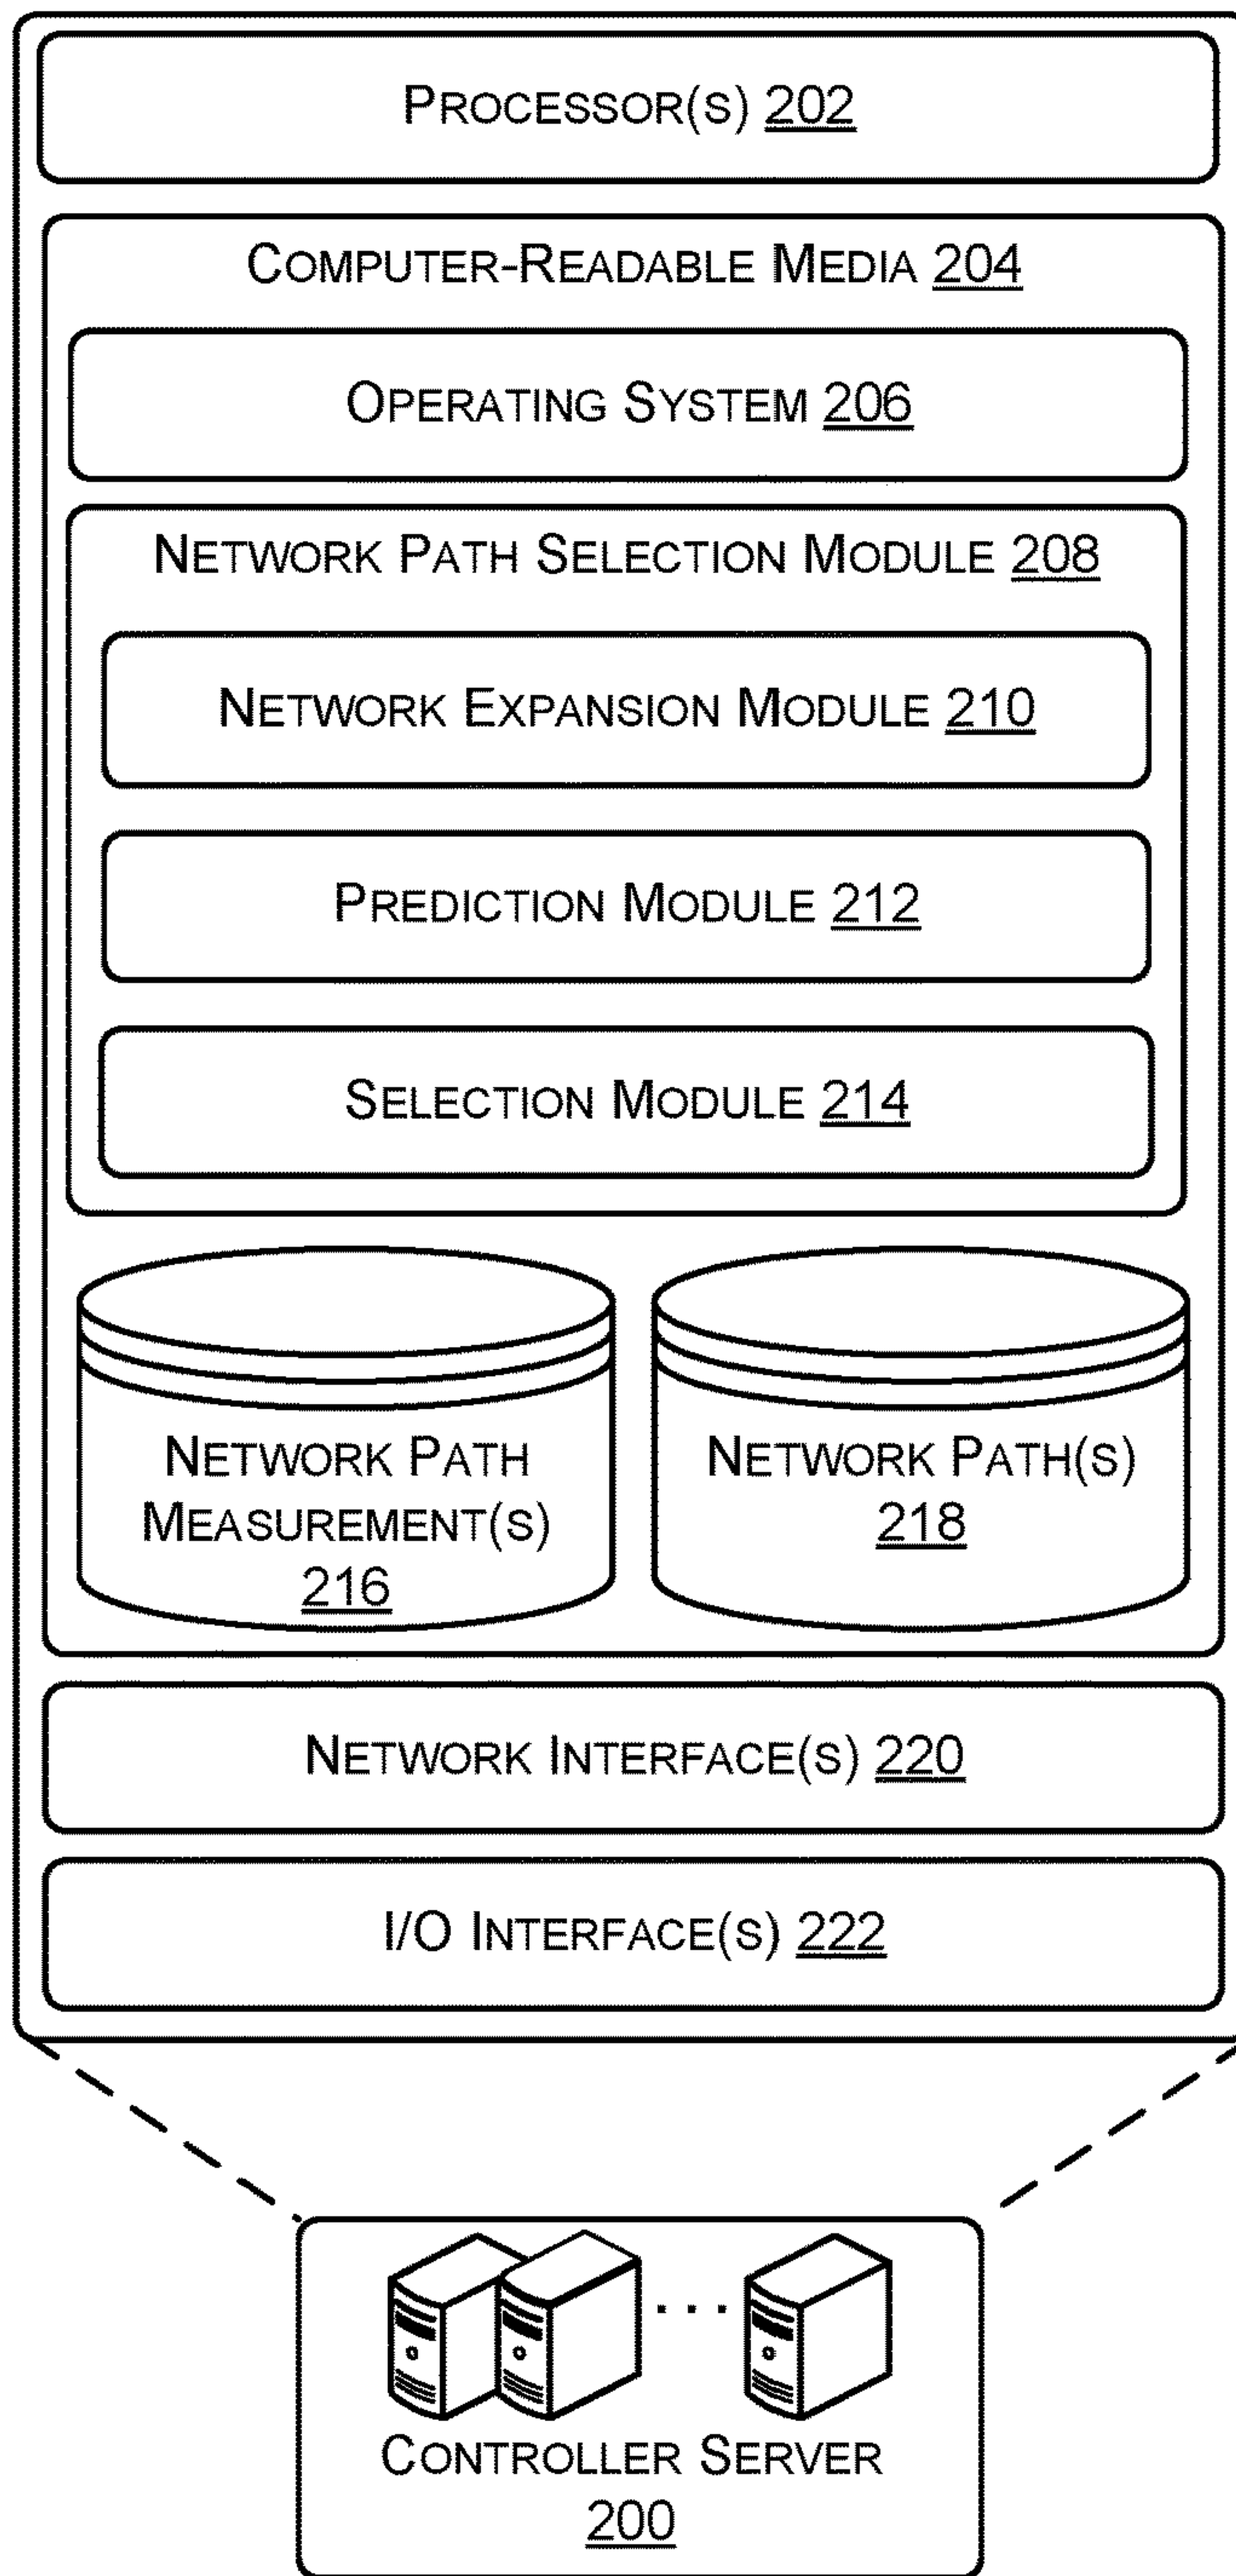 PROCESSOR(S) 202
COMPUTER-READABLE MEDIA 204
OPERATING SYSTEM 206
NETWORK PATH SELECTION MODULE 208
NETWORK EXPANSION MODULE 210
PREDICTION MODULE 212
SELECTION MODULE 214
NETWORK PATH
MEASUREMENT(S)
216
NETWORK PATH(S)
218
NETWORK INTERFACE(S) 220
I/O INTERFACE(S) 222
...
CONTROLLER SERVER
200